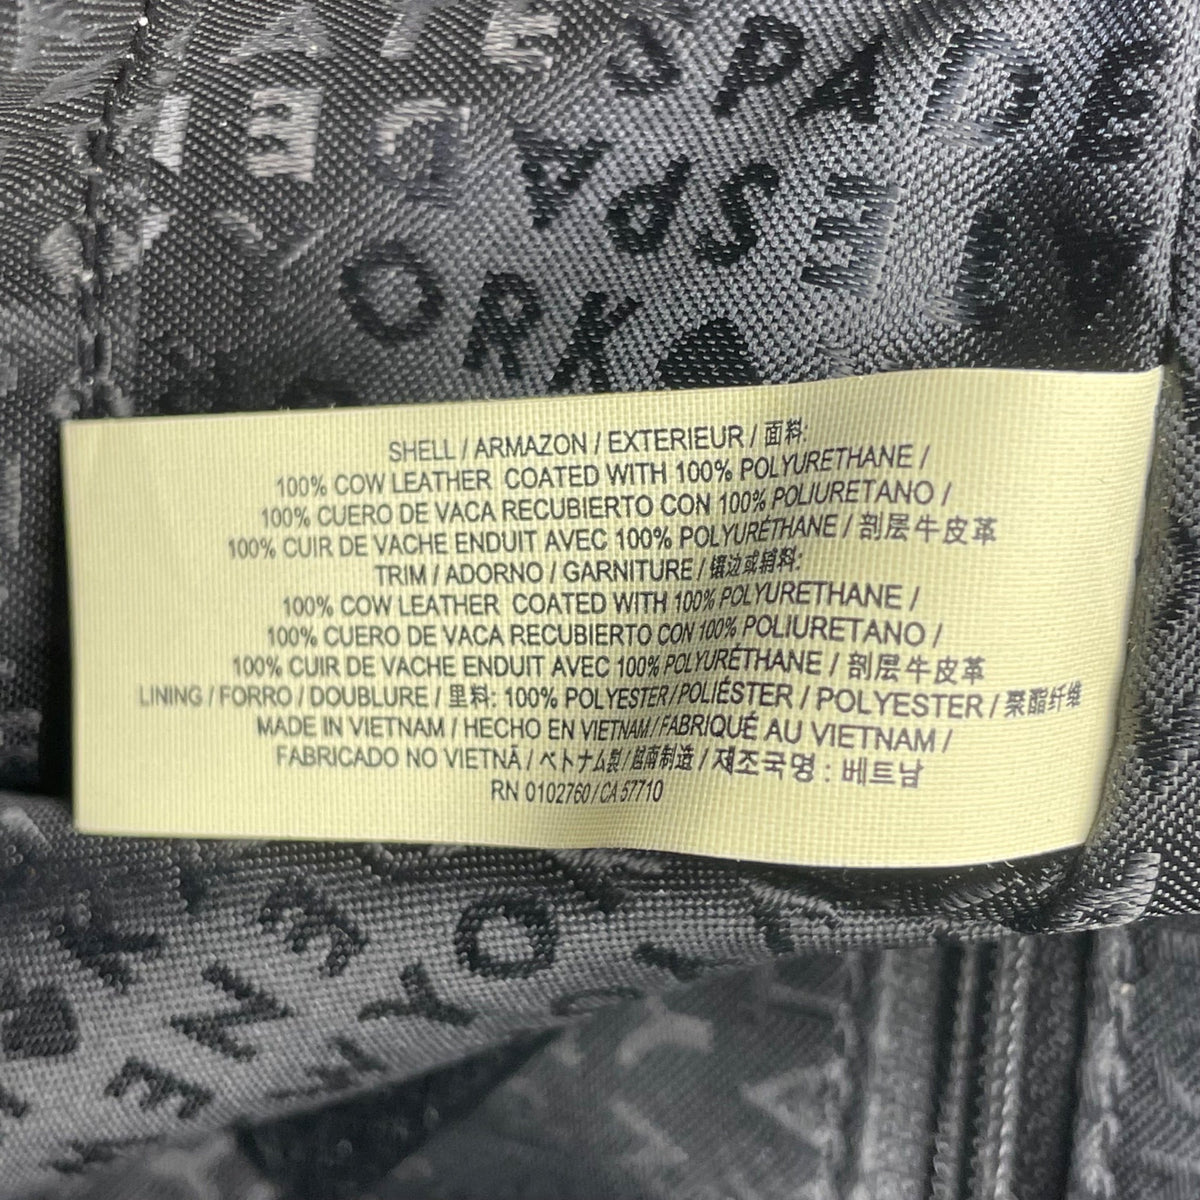 SPADE
SPADE
ORK
SHELL / ARMAZON / EXTERIEUR / 面料:
100% COW LEATHER COATED WITH 100% POLYURETHANE /
100% CUERO DE VACA RECUBIERTO CON 100% POLIURETANO /
100% CUIR DE VACHE ENDUIT AVEC 100% POLYURÉTHANE / 剖层牛皮革
TRIM / ADORNO / GARNITURE / 镶边或辅料:
100% COW LEATHER COATED WITH 100% POLYURETHANE /
100% CUERO DE VACA RECUBIERTO CON 100% POLIURETANO /
100% CUIR DE VACHE ENDUIT AVEC 100% POLYURÉTHANE / 剖层牛皮革
LINING / FORRO / DOUBLURE / 里料: 100% POLYESTER / POLIÉSTER / POLYESTER / 聚酯纤维
MADE IN VIETNAM / HECHO EN VIETNAM / FABRIQUÉ AU VIETNAM /
FABRICADO NO VIETNÃ / ベトナム製 / 越南制造 / 제조국명 : 베트남
RN 0102760 / CA 57710